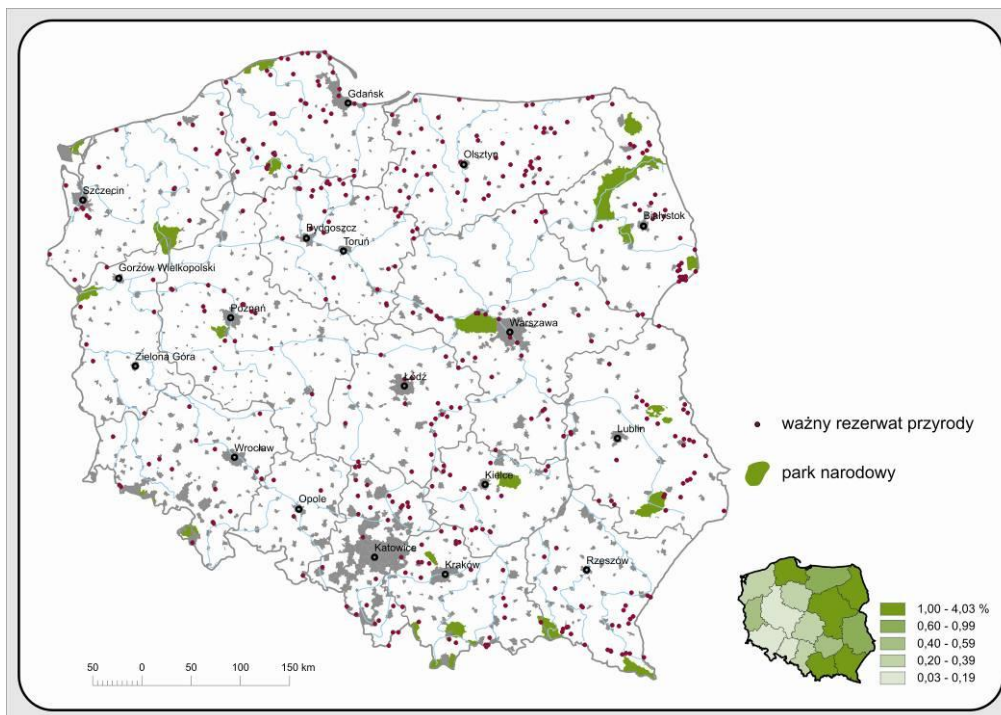 Gdańsk
Olsztyn
Szczecin
Białystok
Bydgoszcz
Toruń
Gorzów Wielkopolski
Poznań
Warszawa
Zielona Góra
Łódź
ważny rezerwat przyrody
Lublin
Wrocław
park narodowy
Kielce
Opole
Katowice
Kraków
Rzeszów
1,00 - 4,03 %
0,60 - 0,99
0,40 - 0,59
0,20 - 0,39
0,03 - 0,19
50 0 50 100 150 km